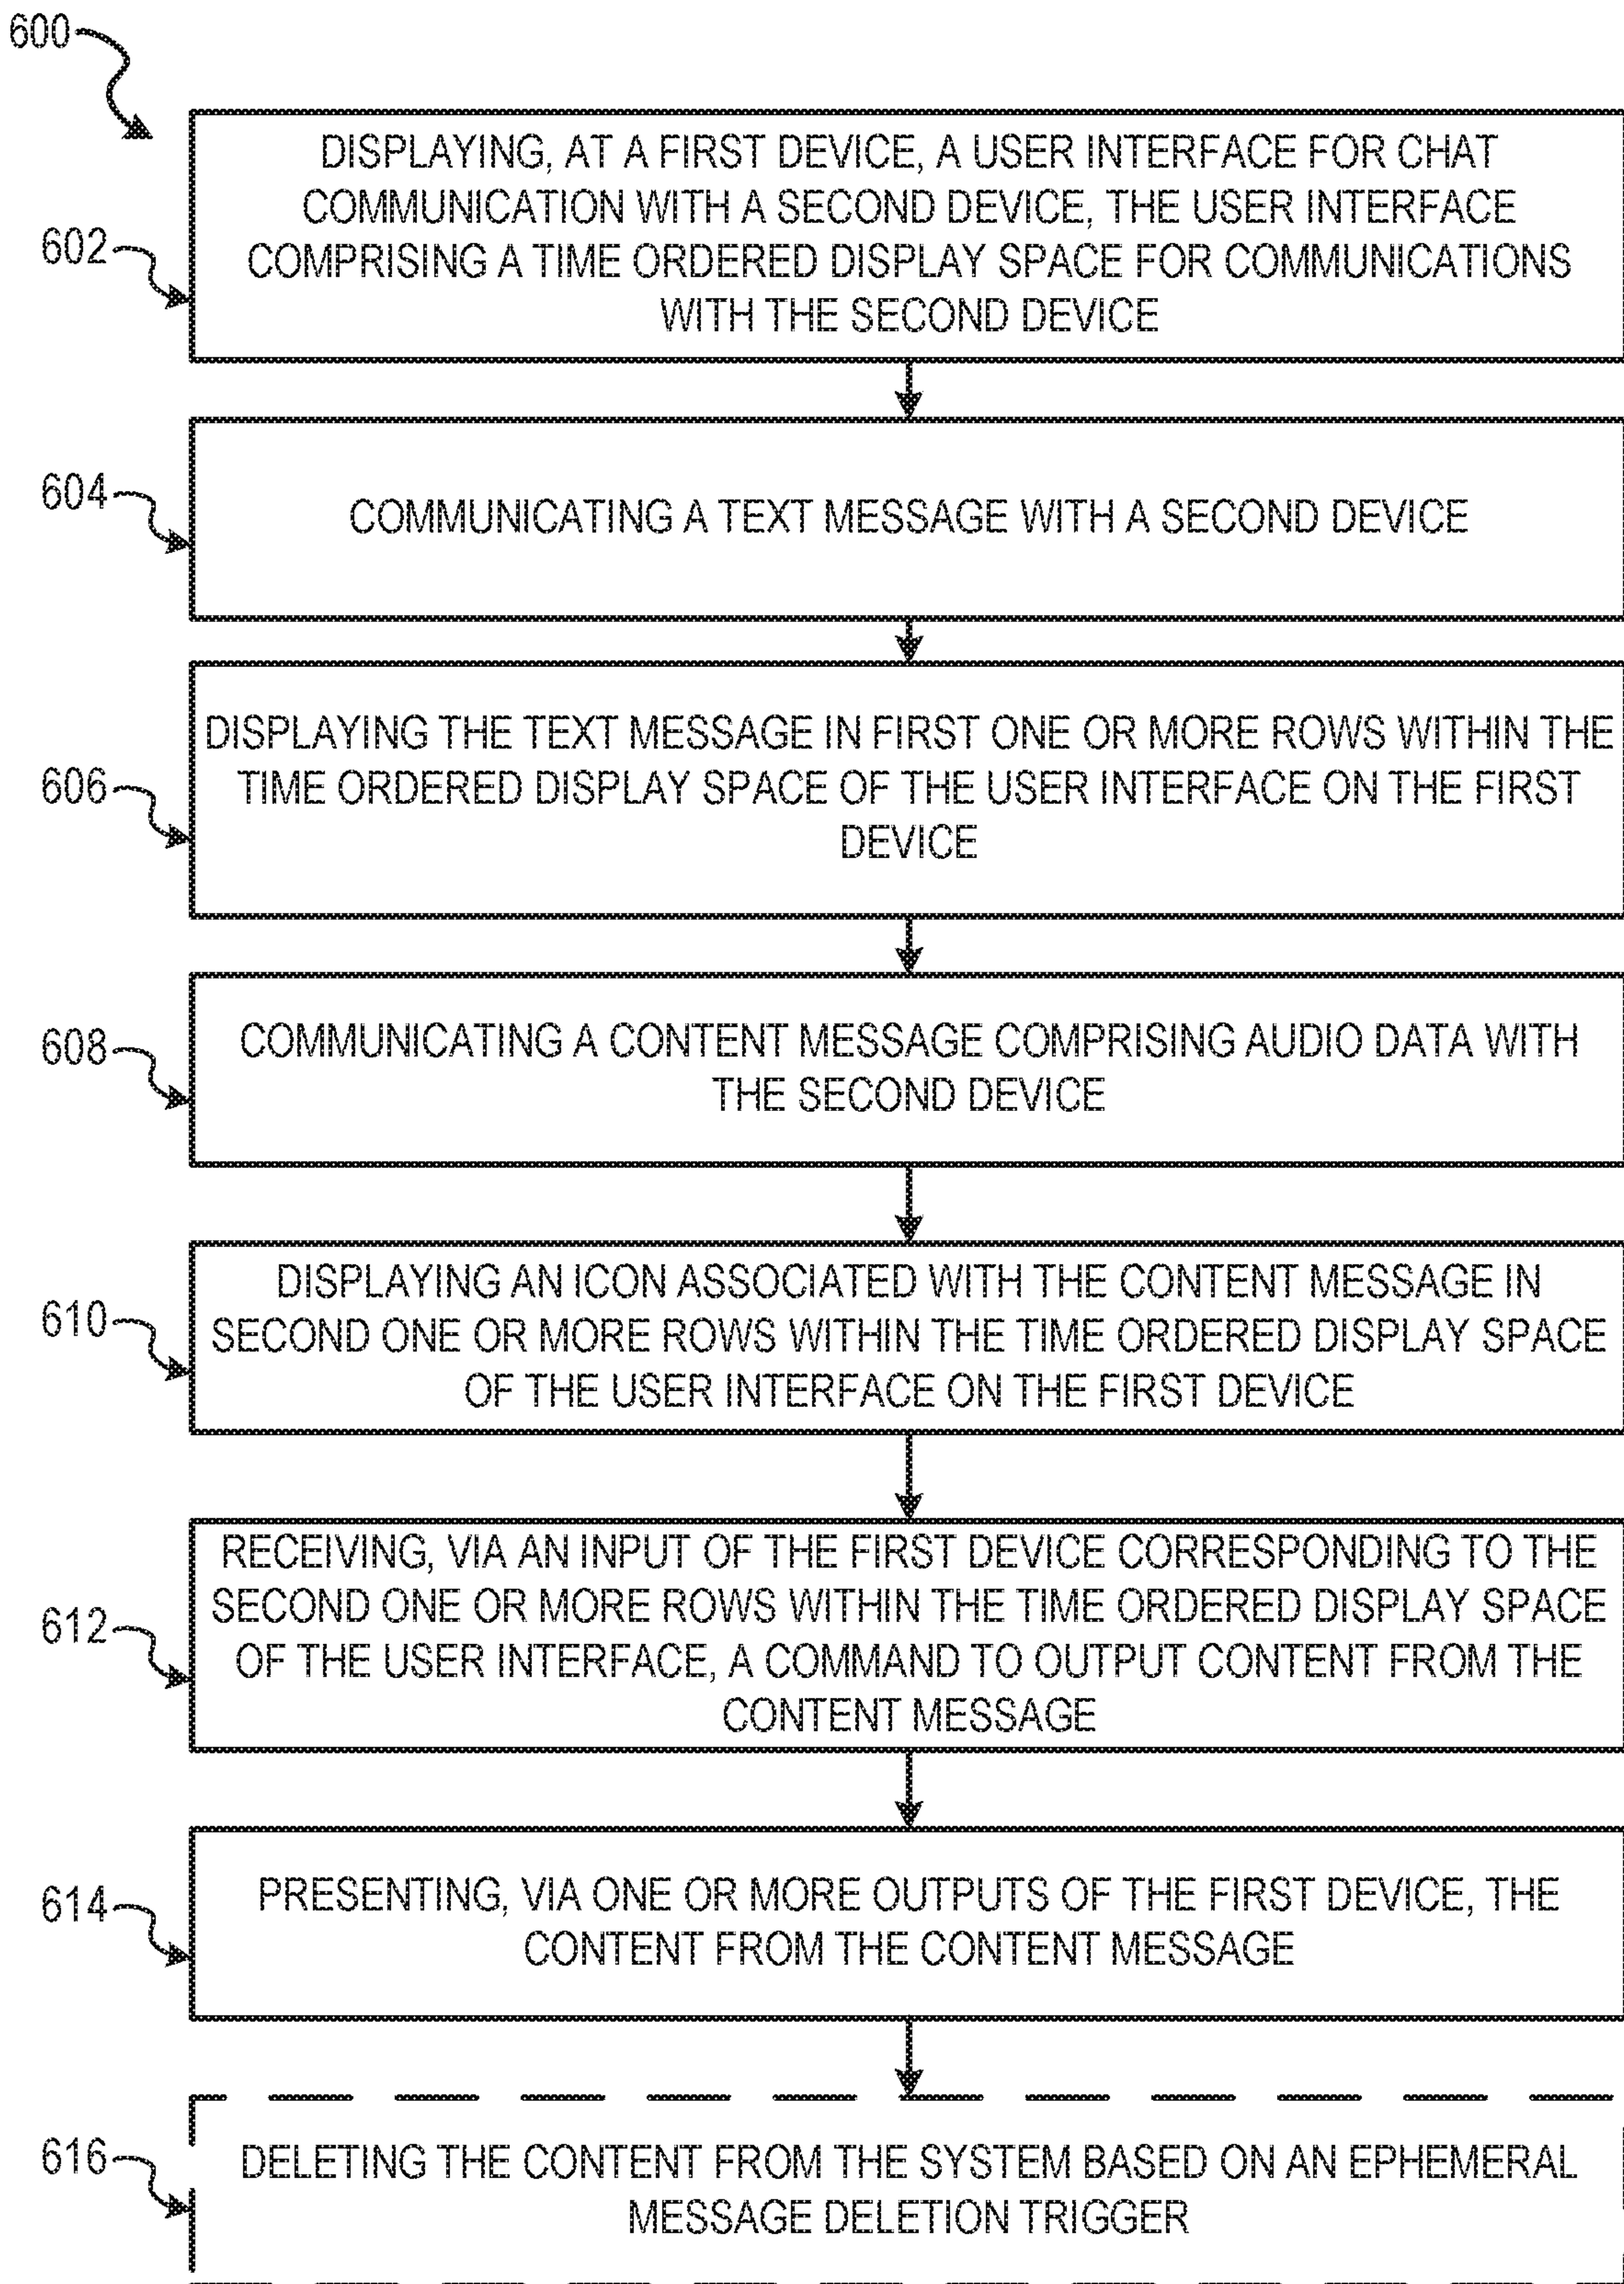 600
DISPLAYING, AT A FIRST DEVICE, A USER INTERFACE FOR CHAT
COMMUNICATION WITH A SECOND DEVICE, THE USER INTERFACE
602
COMPRISING A TIME ORDERED DISPLAY SPACE FOR COMMUNICATIONS
WITH THE SECOND DEVICE
604
COMMUNICATING A TEXT MESSAGE WITH A SECOND DEVICE
DISPLAYING THE TEXT MESSAGE IN FIRST ONE OR MORE ROWS WITHIN THE
606
TIME ORDERED DISPLAY SPACE OF THE USER INTERFACE ON THE FIRST
DEVICE
608
COMMUNICATING A CONTENT MESSAGE COMPRISING AUDIO DATA WITH
THE SECOND DEVICE
DISPLAYING AN ICON ASSOCIATED WITH THE CONTENT MESSAGE IN
610
SECOND ONE OR MORE ROWS WITHIN THE TIME ORDERED DISPLAY SPACE
OF THE USER INTERFACE ON THE FIRST DEVICE
RECEIVING, VIA AN INPUT OF THE FIRST DEVICE CORRESPONDING TO THE
SECOND ONE OR MORE ROWS WITHIN THE TIME ORDERED DISPLAY SPACE
612
OF THE USER INTERFACE, A COMMAND TO OUTPUT CONTENT FROM THE
CONTENT MESSAGE
614
PRESENTING, VIA ONE OR MORE OUTPUTS OF THE FIRST DEVICE, THE
CONTENT FROM THE CONTENT MESSAGE
616
DELETING THE CONTENT FROM THE SYSTEM BASED ON AN EPHEMERAL
MESSAGE DELETION TRIGGER